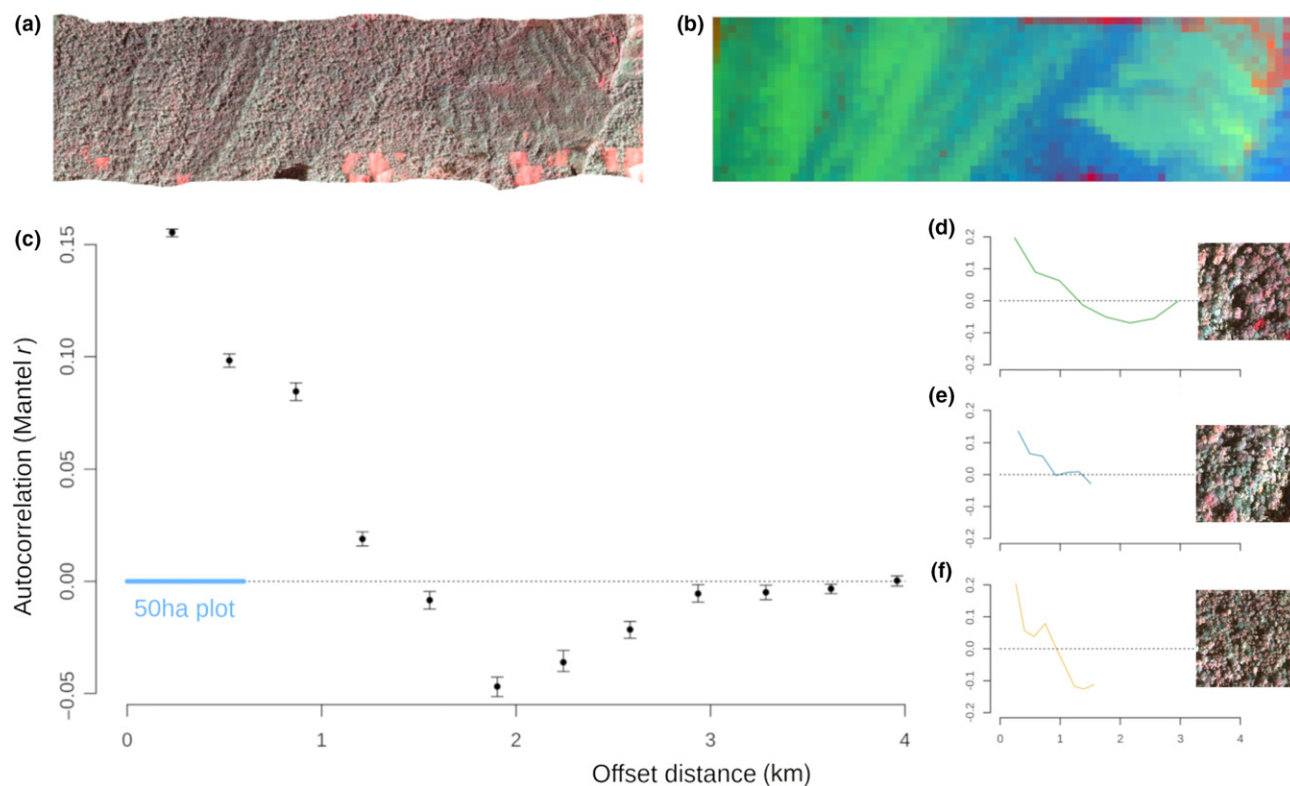 (a)
(b)
(c)
Autocorrelation (Mantel r)
0.15
0.10
0.05
0.00
−0.05
50ha plot
0 1 2 3 4
Offset distance (km)
(d)
0.2
0.1
0.0
-0.1
-0.2
(e)
0.2
0.1
0.0
-0.1
-0.2
(f)
0.2
0.1
0.0
-0.1
-0.2
0 1 2 3 4